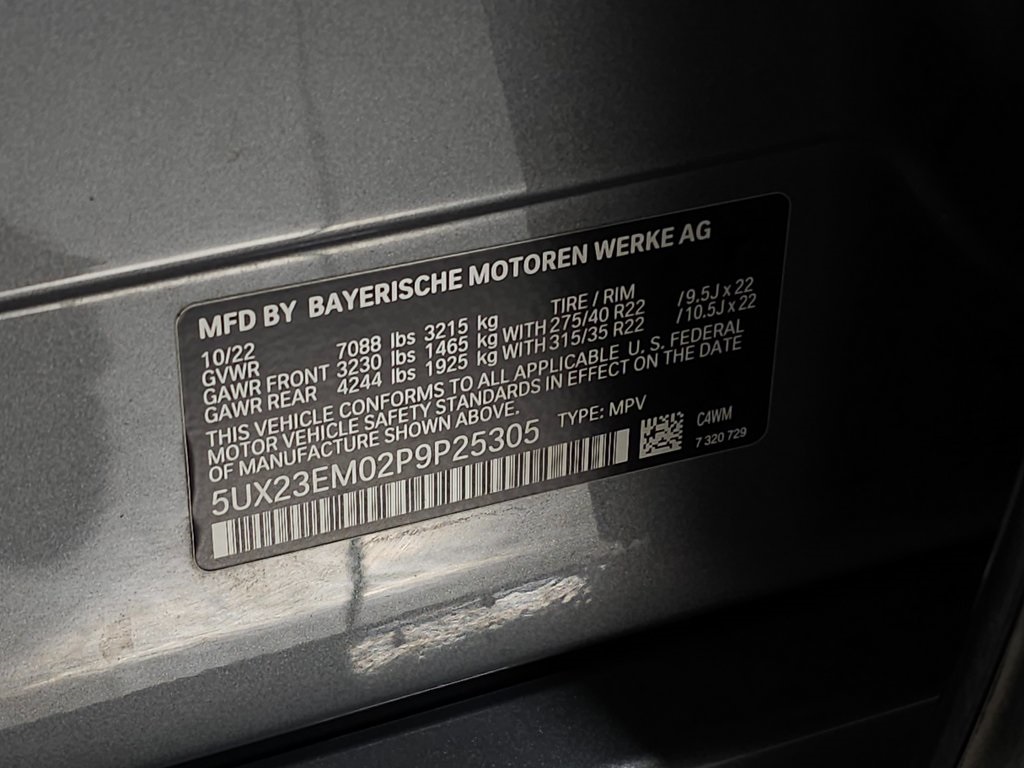 MFD BY BAYERISCHE MOTOREN WERKE AG
10/22 TIRE / RIM
GVWR 7088 lbs 3215 kg
GAWR FRONT 3230 lbs 1465 kg WITH 275/40 R22 /9.5J x 22
GAWR REAR 4244 lbs 1925 kg WITH 315/35 R22 /10.5J x 22
THIS VEHICLE CONFORMS TO ALL APPLICABLE U. S. FEDERAL
MOTOR VEHICLE SAFETY STANDARDS IN EFFECT ON THE DATE
OF MANUFACTURE SHOWN ABOVE.
5UX23EM02P9P25305 TYPE: MPV
C4WM
7 320 729